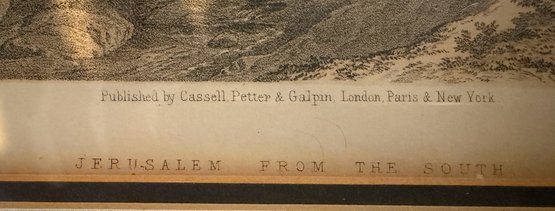 Published by Cassell, Petter & Galpin, London, Paris & New York
JERUSALEM FROM THE SOUTH